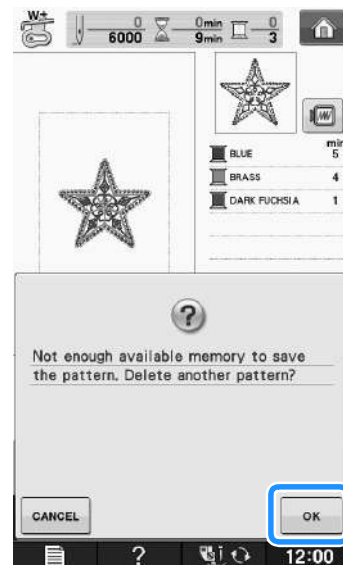 W+
0
6000
0min
9min
0
3
min
BLUE 5
BRASS 4
DARK FUCHSIA 1
?
Not enough available memory to save
the pattern. Delete another pattern?
CANCEL
OK
?
12:00